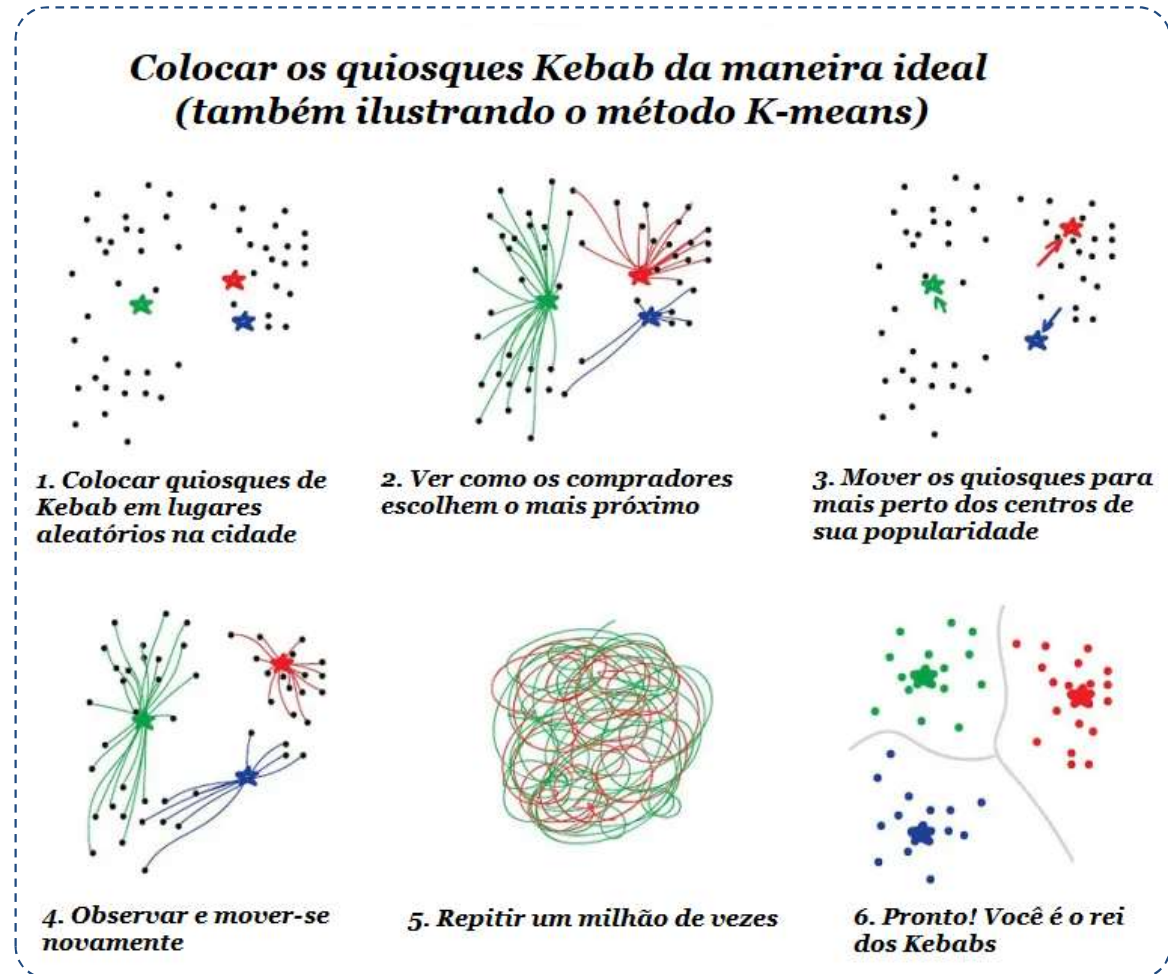 Colocar os quiosques Kebab da maneira ideal
(também ilustrando o método K-means)
1. Colocar quiosques de
Kebab em lugares
aleatórios na cidade
2. Ver como os compradores
escolhem o mais próximo
3. Mover os quiosques para
mais perto dos centros de
sua popularidade
4. Observar e mover-se
novamente
5. Repitir um milhão de vezes
6. Pronto! Você é o rei
dos Kebabs